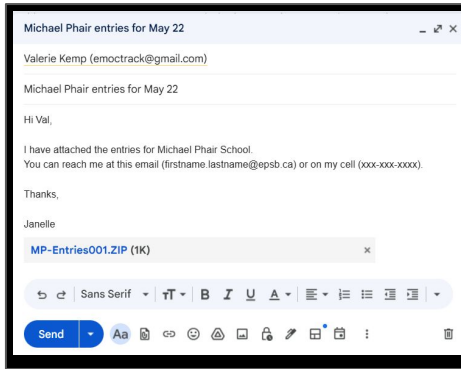 Michael Phair entries for May 22
Valerie Kemp (emoctrack@gmail.com)
Michael Phair entries for May 22
Hi Val,
I have attached the entries for Michael Phair School.
You can reach me at this email (firstname.lastname@epsb.ca) or on my cell (xxx-xxx-xxxx).
Thanks,
Janelle
MP-Entries001.ZIP (1K)
Sans Serif
Send